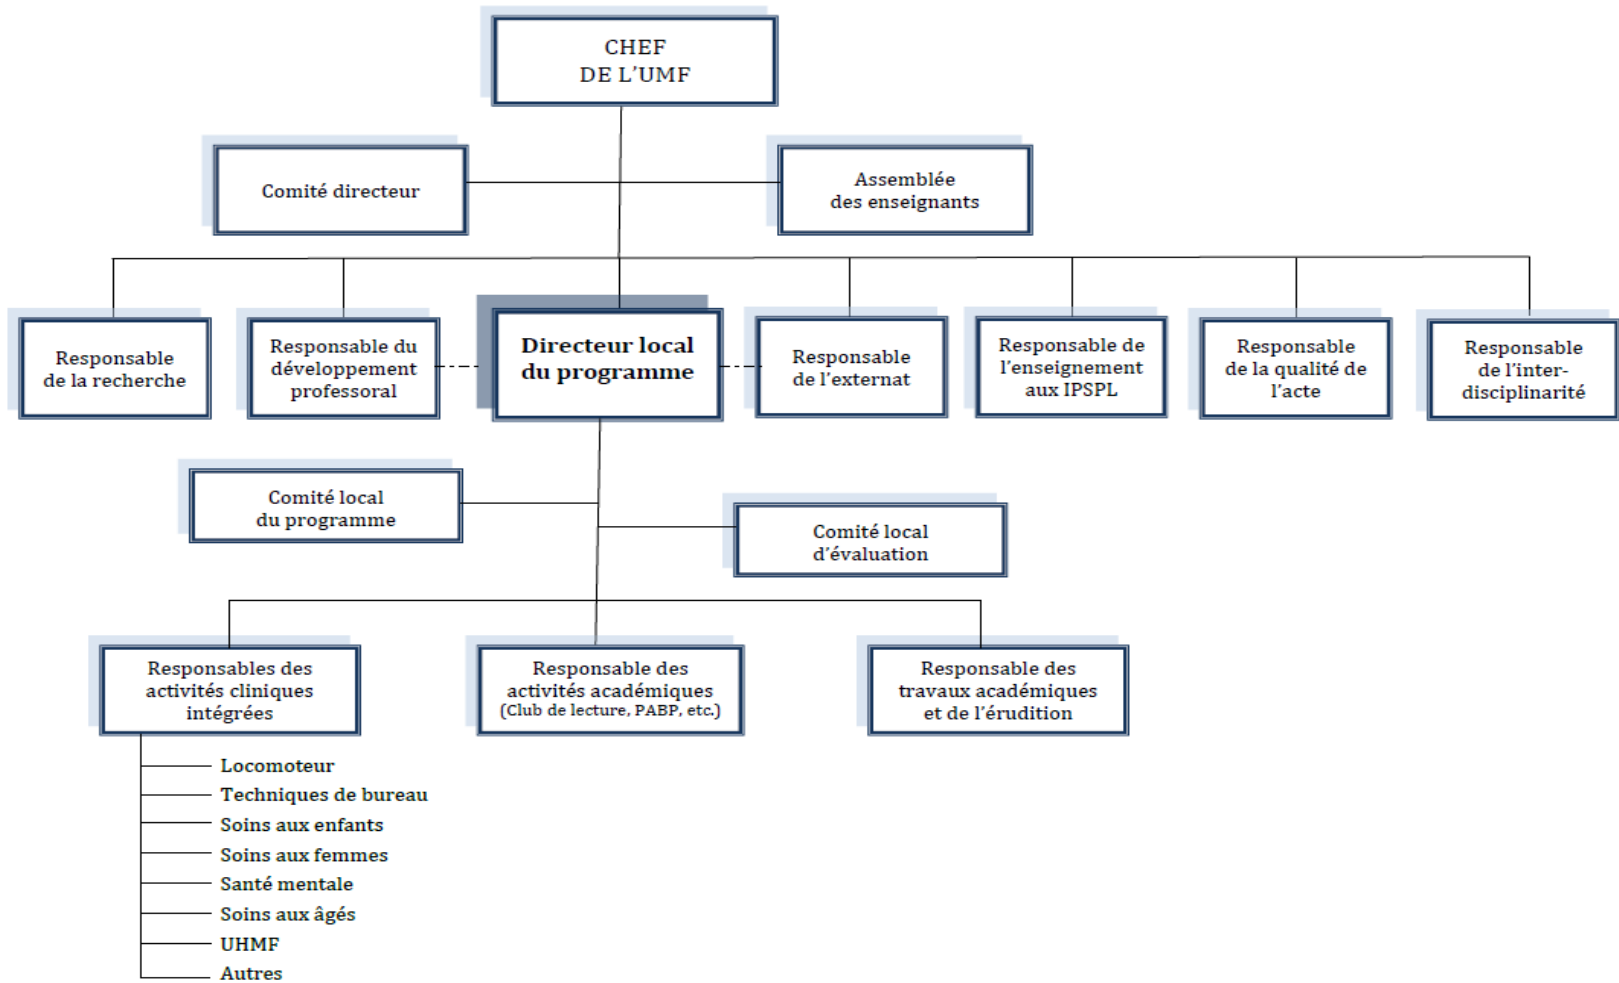 CHEF
DE L'UMF
Comité directeur
Assemblée
des enseignants
Responsable
de la recherche
Responsable du
développement
professoral
Directeur local
du programme
Responsable
de l'externat
Responsable de
l'enseignement
aux IPSPL
Responsable
de la qualité de
l'acte
Responsable
de l'inter-
disciplinarité
Comité local
du programme
Comité local
d'évaluation
Responsables des
activités cliniques
intégrées
Responsable des
activités académiques
(Club de lecture, PABP, etc.)
Responsable des
travaux académiques
et de l'érudition
Locomoteur
Techniques de bureau
Soins aux enfants
Soins aux femmes
Santé mentale
Soins aux âgés
UHMF
Autres